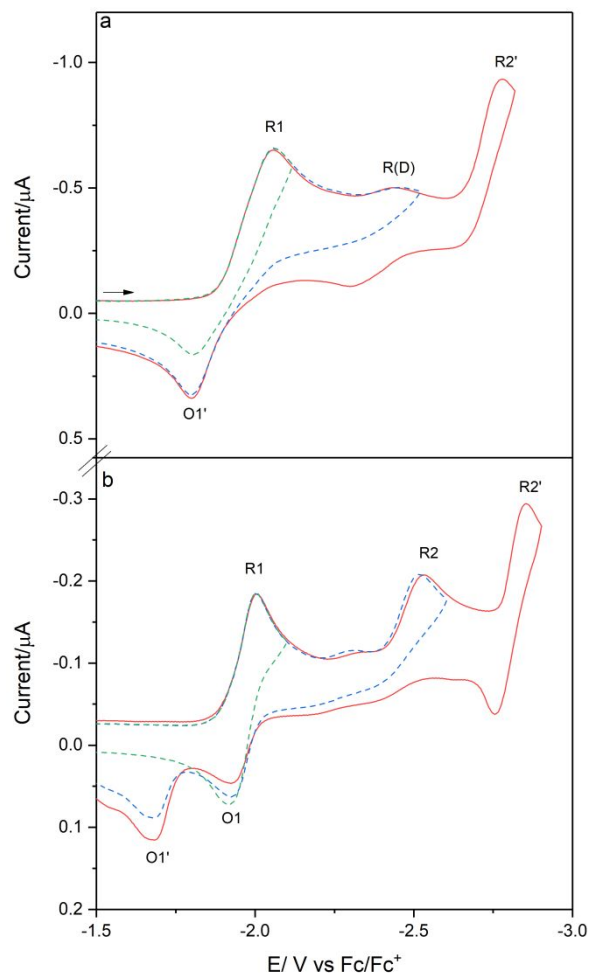 a
-1.0
-0.5
0.0
0.5
Current/μA
R1
R(D)
R2'
O1'
b
-0.3
-0.2
-0.1
0.0
0.1
0.2
Current/μA
R1
R2
R2'
O1'
O1
-1.5
-2.0
-2.5
-3.0
E/ V vs Fc/Fc⁺